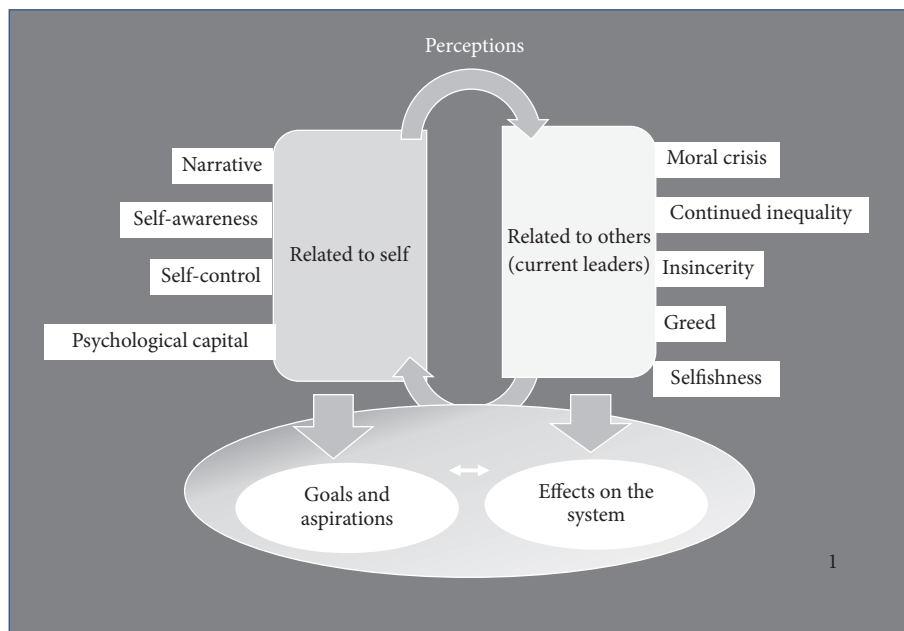 Perceptions
Narrative
Self-awareness
Self-control
Psychological capital
Related to self
Related to others
(current leaders)
Moral crisis
Continued inequality
Insincerity
Greed
Selfishness
Goals and
aspirations
Effects on the
system
1